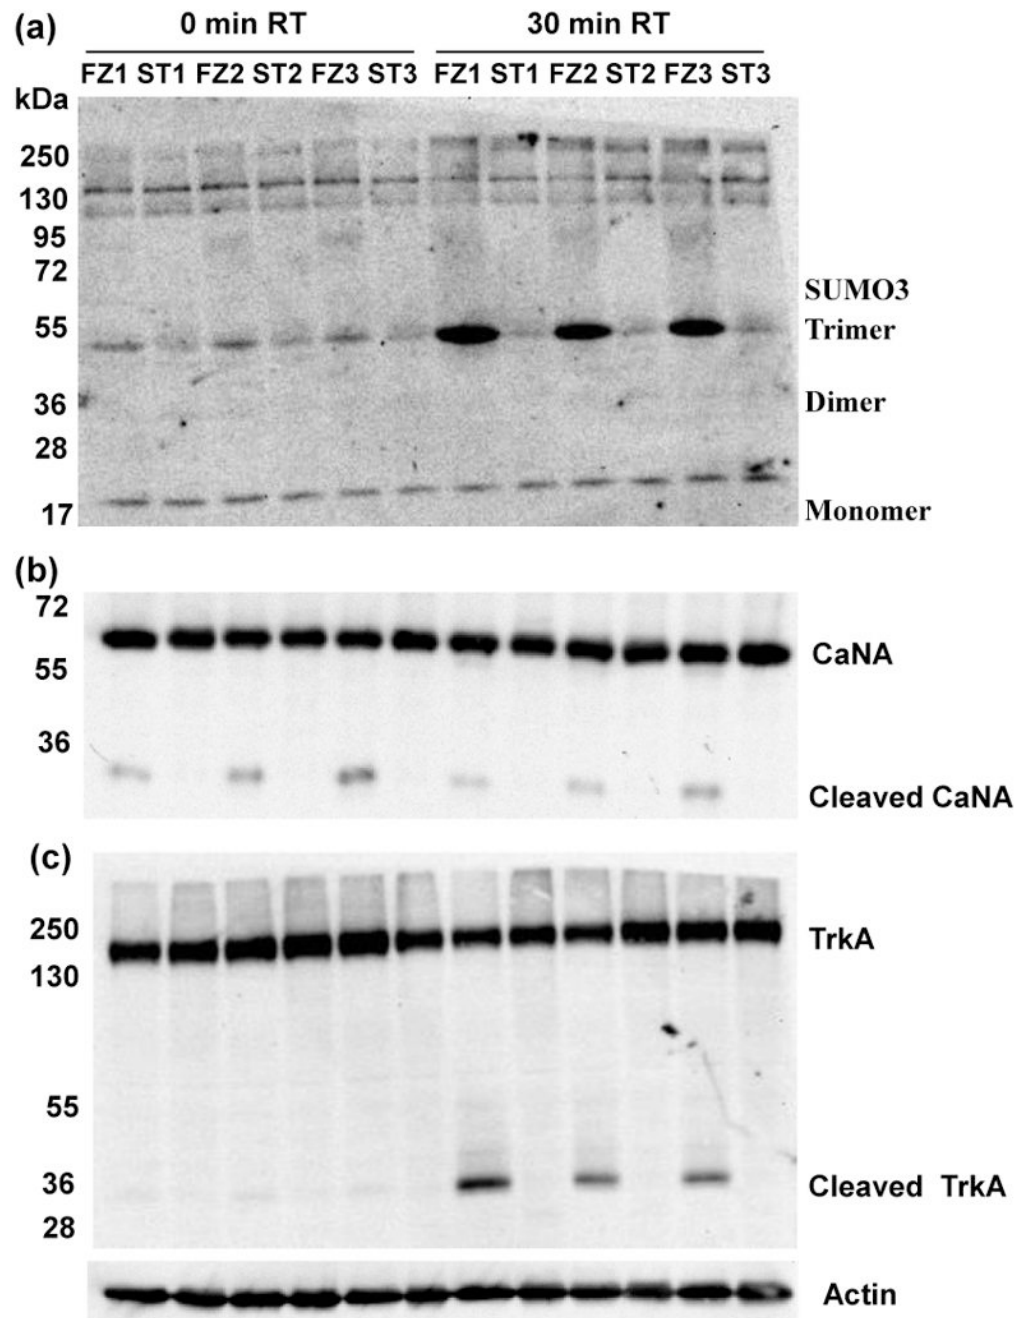 (a) 0 min RT 30 min RT
FZ1 ST1 FZ2 ST2 FZ3 ST3 FZ1 ST1 FZ2 ST2 FZ3 ST3
kDa
250
130
95
72
SUMO3
55 Trimer
36 Dimer
28
17 Monomer
(b)
72
55 CaNA
36
Cleaved CaNA
(c)
250 TrkA
130
55
36 Cleaved TrkA
28
Actin